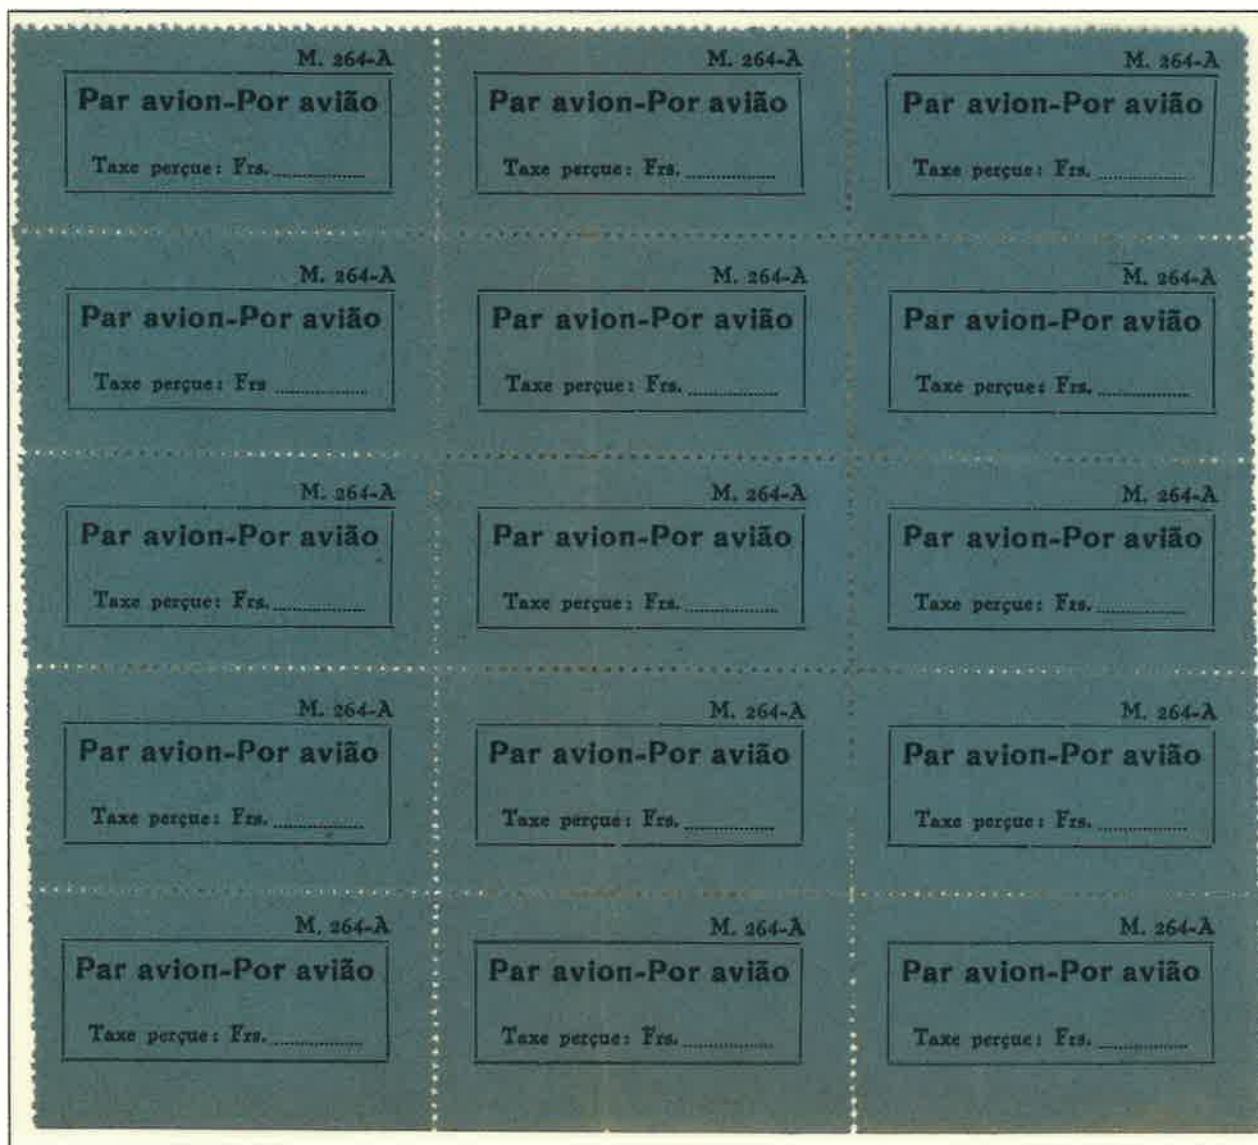 M. 264-A
Par avion-Por avião
Taxe perçue: Frs. ...............
M. 264-A
Par avion-Por avião
Taxe perçue: Frs. ...............
M. 264-A
Par avion-Por avião
Taxe perçue: Frs. ...............
M. 264-A
Par avion-Por avião
Taxe perçue: Frs ...............
M. 264-A
Par avion-Por avião
Taxe perçue: Frs. ...............
M. 264-A
Par avion-Por avião
Taxe perçue: Frs. ...............
M. 264-A
Par avion-Por avião
Taxe perçue: Frs. ...............
M. 264-A
Par avion-Por avião
Taxe perçue: Frs. ...............
M. 264-A
Par avion-Por avião
Taxe perçue: Frs. ...............
M. 264-A
Par avion-Por avião
Taxe perçue: Frs. ...............
M. 264-A
Par avion-Por avião
Taxe perçue: Frs. ...............
M. 264-A
Par avion-Por avião
Taxe perçue: Frs. ...............
M. 264-A
Par avion-Por avião
Taxe perçue: Frs. ...............
M. 264-A
Par avion-Por avião
Taxe perçue: Frs. ...............
M. 264-A
Par avion-Por avião
Taxe perçue: Frs. ...............